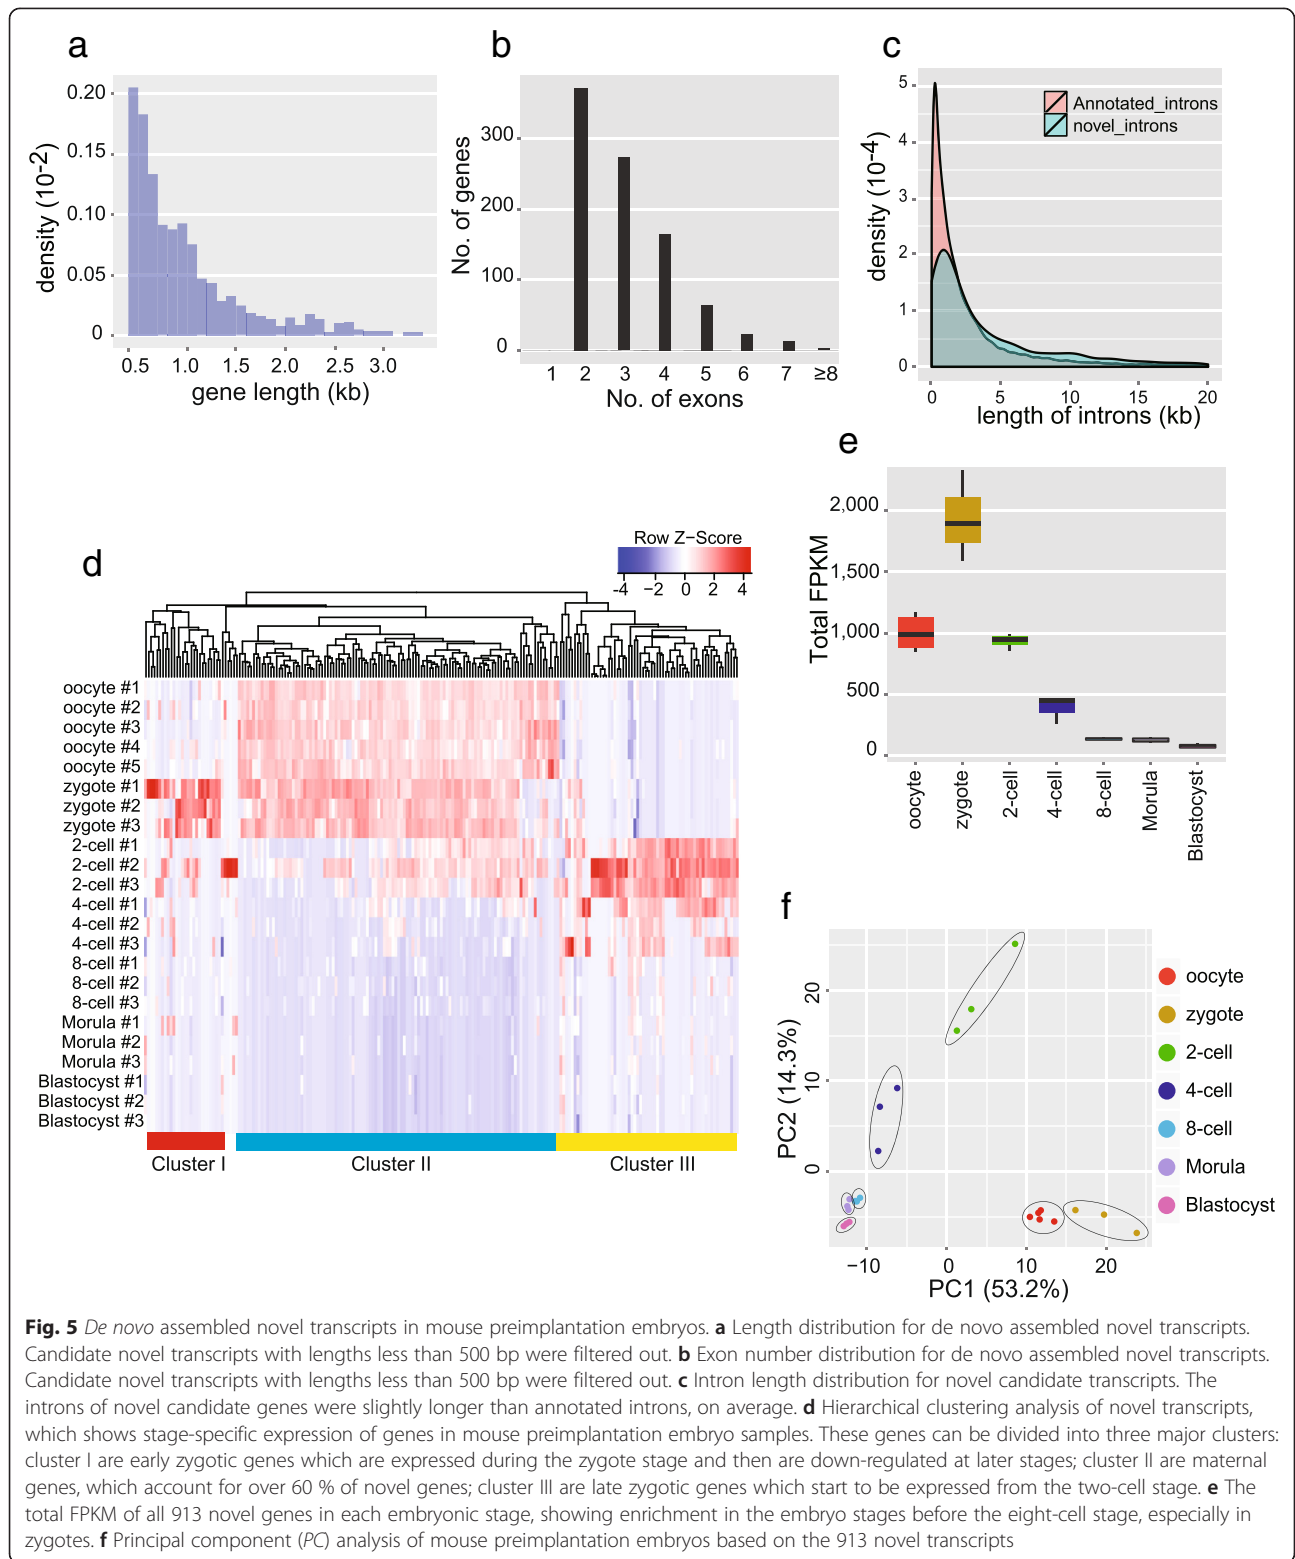 a
0.20
0.15
0.10
0.05
0
density (10-2)
0.5 1.0 1.5 2.0 2.5 3.0
gene length (kb)
b
300
200
100
0
No. of genes
1 2 3 4 5 6 7 ≥8
No. of exons
c
5
4
3
2
1
0
density (10-4)
Annotated_introns
novel_introns
0 5 10 15 20
length of introns (kb)
d
Row Z−Score
-4 −2 0 2 4
oocyte #1
oocyte #2
oocyte #3
oocyte #4
oocyte #5
zygote #1
zygote #2
zygote #3
2-cell #1
2-cell #2
2-cell #3
4-cell #1
4-cell #2
4-cell #3
8-cell #1
8-cell #2
8-cell #3
Morula #1
Morula #2
Morula #3
Blastocyst #1
Blastocyst #2
Blastocyst #3
Cluster I Cluster II Cluster III
e
2,000
1,500
1,000
500
0
Total FPKM
oocyte
zygote
2-cell
4-cell
8-cell
Morula
Blastocyst
f
20
10
0
PC2 (14.3%)
−10 0 10 20
PC1 (53.2%)
oocyte
zygote
2-cell
4-cell
8-cell
Morula
Blastocyst
Fig. 5 De novo assembled novel transcripts in mouse preimplantation embryos. a Length distribution for de novo assembled novel transcripts.
Candidate novel transcripts with lengths less than 500 bp were filtered out. b Exon number distribution for de novo assembled novel transcripts.
Candidate novel transcripts with lengths less than 500 bp were filtered out. c Intron length distribution for novel candidate transcripts. The
introns of novel candidate genes were slightly longer than annotated introns, on average. d Hierarchical clustering analysis of novel transcripts,
which shows stage-specific expression of genes in mouse preimplantation embryo samples. These genes can be divided into three major clusters:
cluster I are early zygotic genes which are expressed during the zygote stage and then are down-regulated at later stages; cluster II are maternal
genes, which account for over 60 % of novel genes; cluster III are late zygotic genes which start to be expressed from the two-cell stage. e The
total FPKM of all 913 novel genes in each embryonic stage, showing enrichment in the embryo stages before the eight-cell stage, especially in
zygotes. f Principal component (PC) analysis of mouse preimplantation embryos based on the 913 novel transcripts